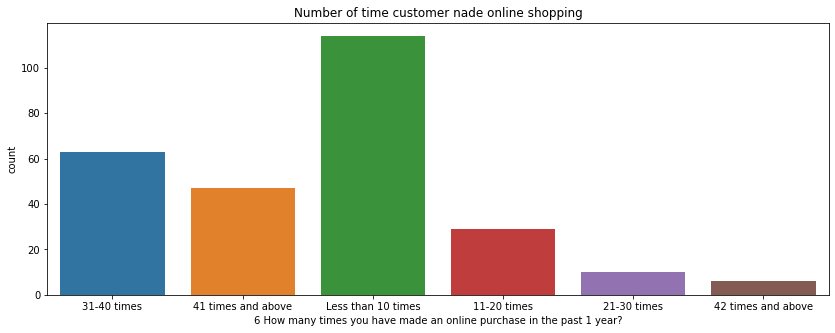 Number of time customer nade online shopping
count
100
80
60
40
20
0
31-40 times 41 times and above Less than 10 times 11-20 times 21-30 times 42 times and above
6 How many times you have made an online purchase in the past 1 year?